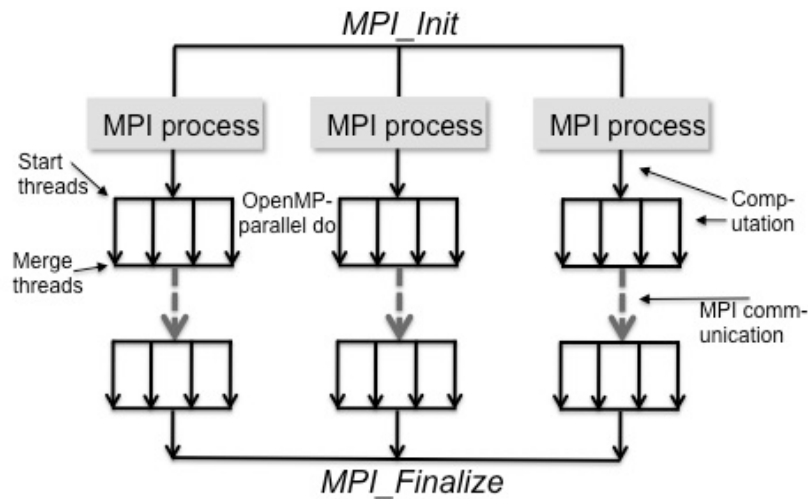 MPI_Init
MPI process
MPI process
MPI process
Start
threads
OpenMP-
parallel do
Comp-
utation
Merge
threads
MPI comm-
unication
MPI_Finalize